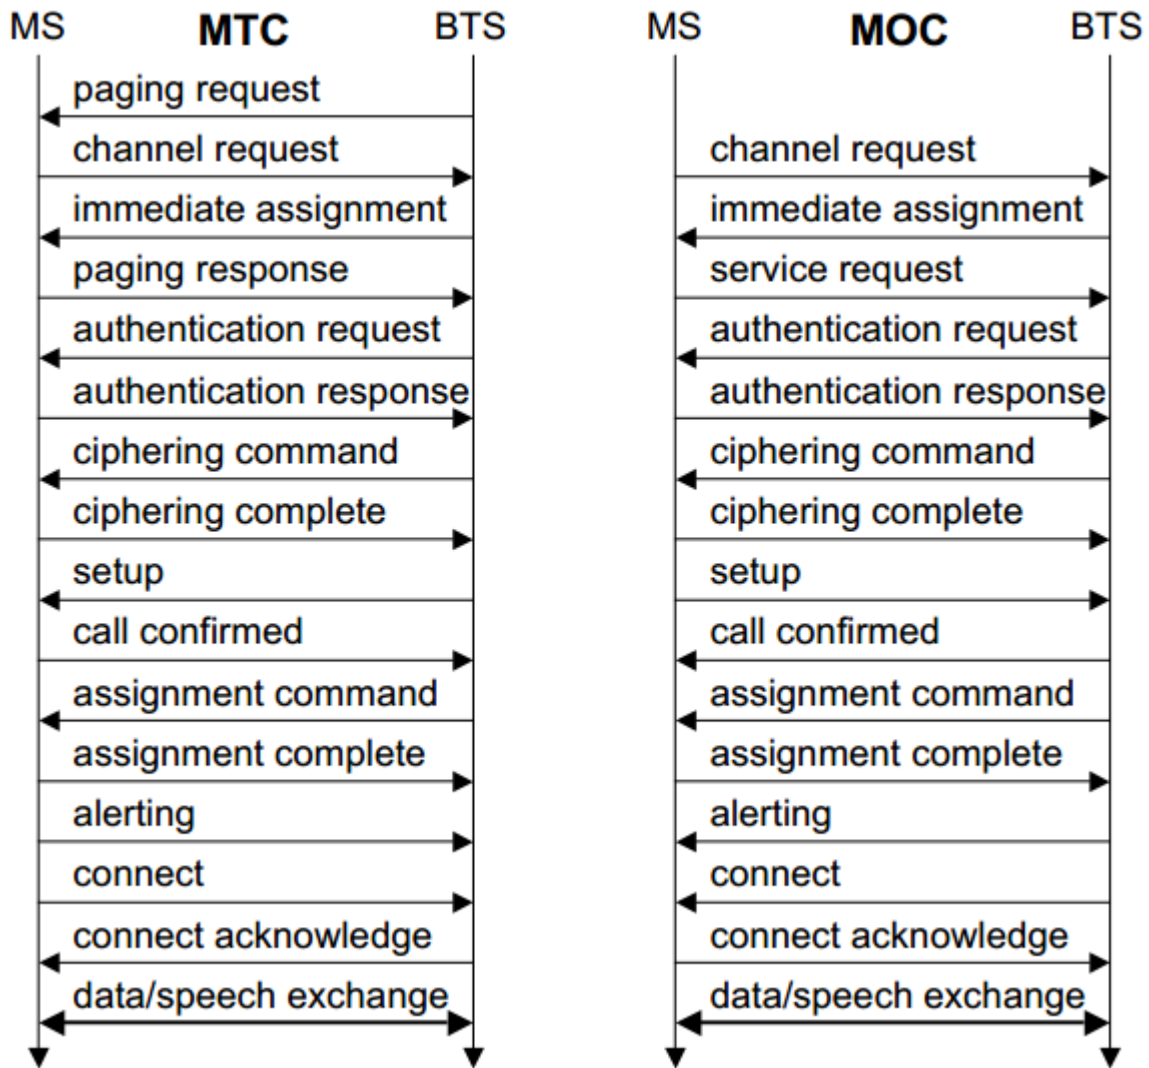 MS MTC BTS
paging request
channel request
immediate assignment
paging response
authentication request
authentication response
ciphering command
ciphering complete
setup
call confirmed
assignment command
assignment complete
alerting
connect
connect acknowledge
data/speech exchange
MS MOC BTS
channel request
immediate assignment
service request
authentication request
authentication response
ciphering command
ciphering complete
setup
call confirmed
assignment command
assignment complete
alerting
connect
connect acknowledge
data/speech exchange